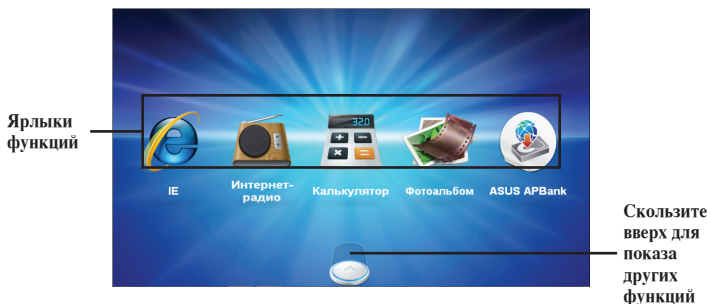 Ярлыки
функций
320
IE
Интернет-
радио
Калькулятор
Фотоальбом
ASUS APBank
Скользите
вверх для
показа
других
функций